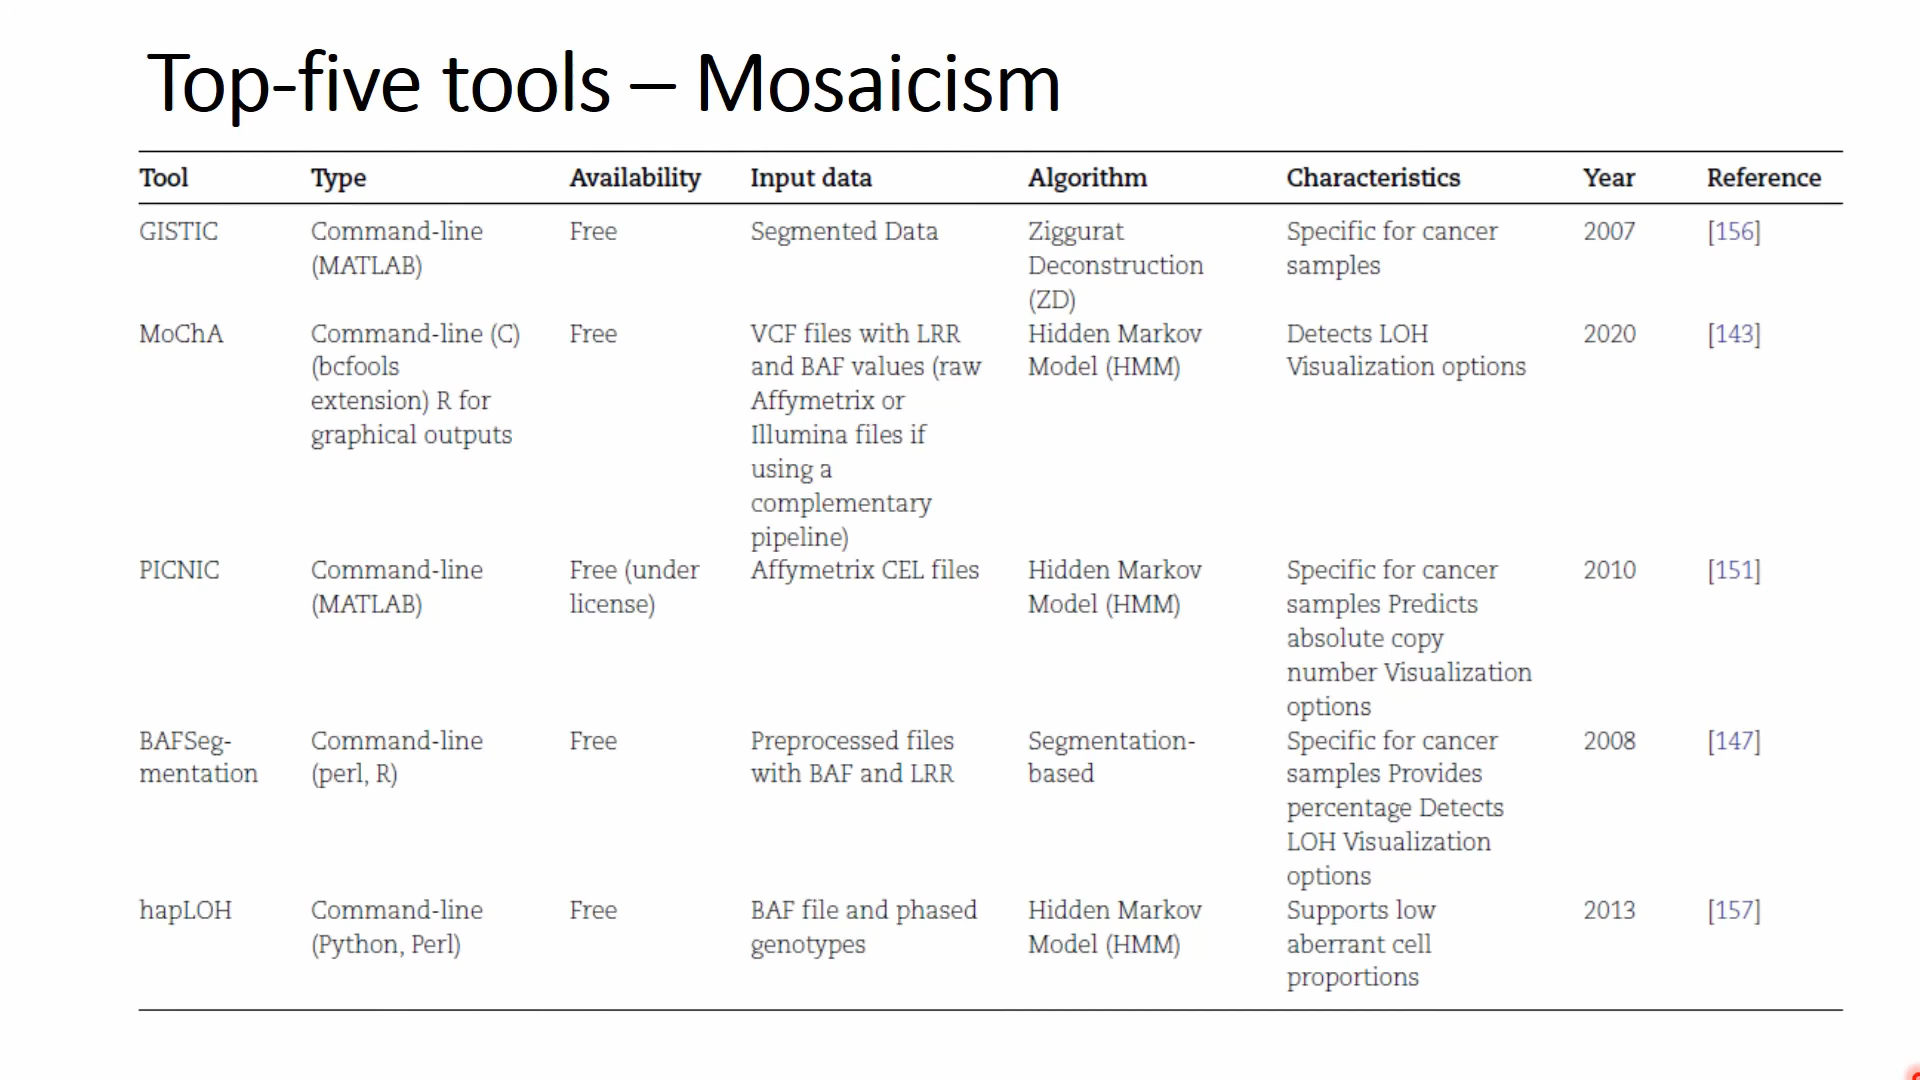 Top-five tools – Mosaicism
Tool Type Availability Input data Algorithm Characteristics Year Reference
GISTIC Command-line Free Segmented Data Ziggurat Specific for cancer 2007 [156]
(MATLAB) Deconstruction samples
(ZD)
MoChA Command-line (C) Free VCF files with LRR Hidden Markov Detects LOH 2020 [143]
(bcfools and BAF values (raw Model (HMM) Visualization options
extension) R for Affymetrix or
graphical outputs Illumina files if
using a
complementary
pipeline)
PICNIC Command-line Free (under Affymetrix CEL files Hidden Markov Specific for cancer 2010 [151]
(MATLAB) license) Model (HMM) samples Predicts
absolute copy
number Visualization
options
BAFSeg- Command-line Free Preprocessed files Segmentation- Specific for cancer 2008 [147]
mentation (perl, R) with BAF and LRR based samples Provides
percentage Detects
LOH Visualization
options
hapLOH Command-line Free BAF file and phased Hidden Markov Supports low 2013 [157]
(Python, Perl) genotypes Model (HMM) aberrant cell
proportions